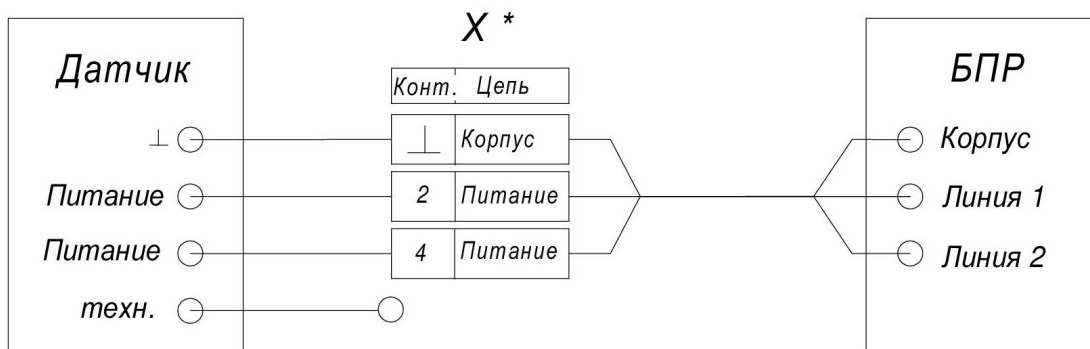 X *
Датчик
БПР
Конт. Цепь
⊥ ⊥ Корпус Корпус
Питание 2 Питание Линия 1
Питание 4 Питание Линия 2
техн.